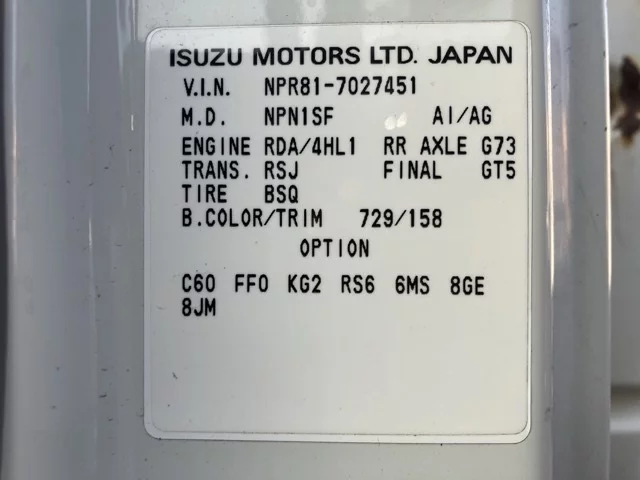 ISUZU MOTORS LTD. JAPAN
V.I.N. NPR81-7027451
M.D. NPN1SF AI/AG
ENGINE RDA/4HL1 RR AXLE G73
TRANS. RSJ FINAL GT5
TIRE BSQ
B.COLOR/TRIM 729/158
OPTION
C60 FF0 KG2 RS6 6MS 8GE
8JM